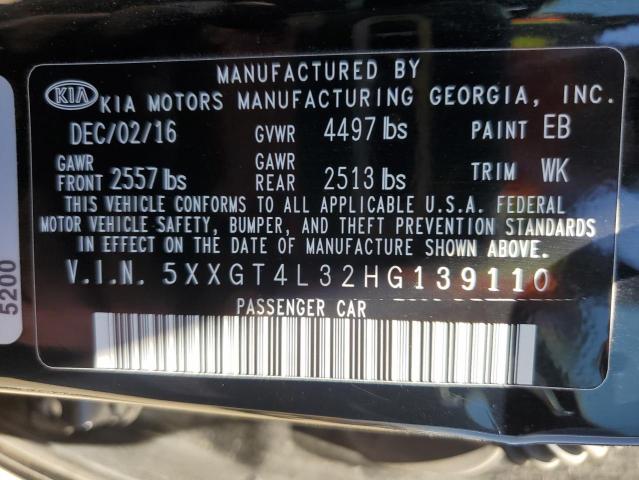 MANUFACTURED BY
KIA KIA MOTORS MANUFACTURING GEORGIA, INC.
DEC/02/16 GVWR 4497 lbs PAINT EB
GAWR FRONT 2557 lbs GAWR REAR 2513 lbs TRIM WK
THIS VEHICLE CONFORMS TO ALL APPLICABLE U.S.A. FEDERAL
MOTOR VEHICLE SAFETY, BUMPER, AND THEFT PREVENTION STANDARDS
IN EFFECT ON THE DATE OF MANUFACTURE SHOWN ABOVE.
V.I.N. 5XXGT4L32HG139110
PASSENGER CAR
5200